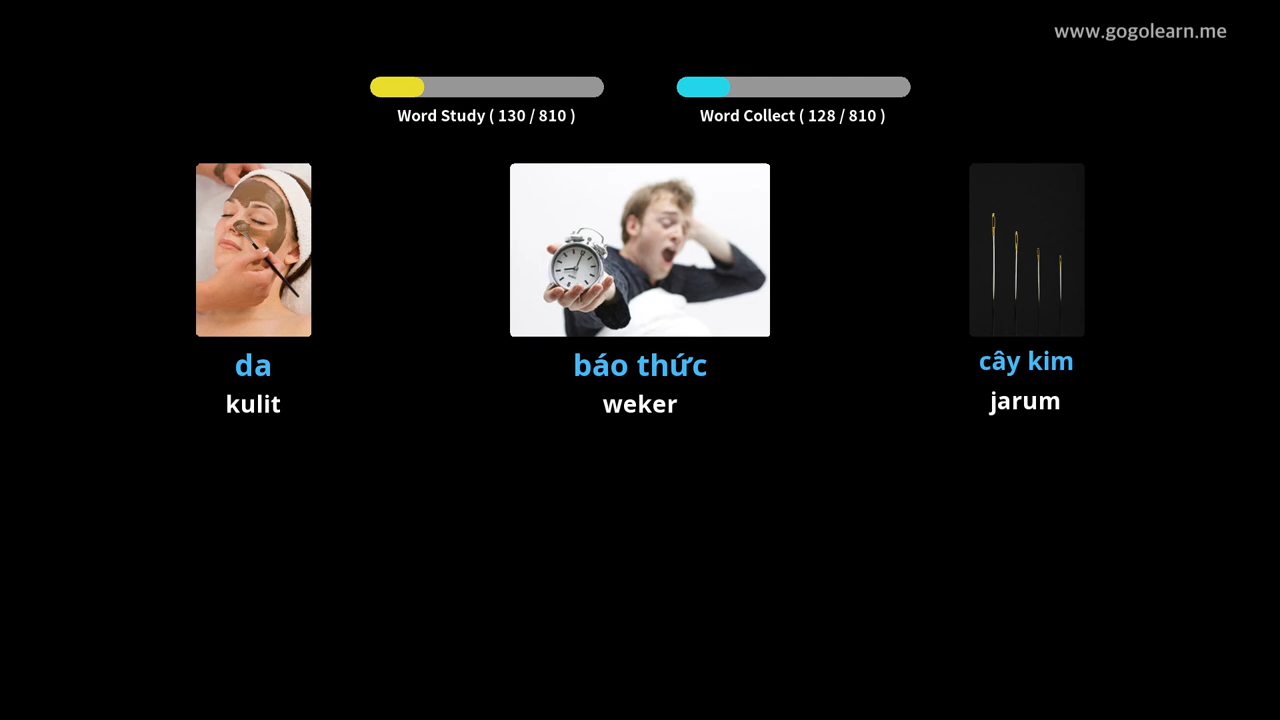 www.gogolearn.me
Word Study ( 130 / 810 )
Word Collect ( 128 / 810 )
da
kulit
báo thức
weker
cây kim
jarum